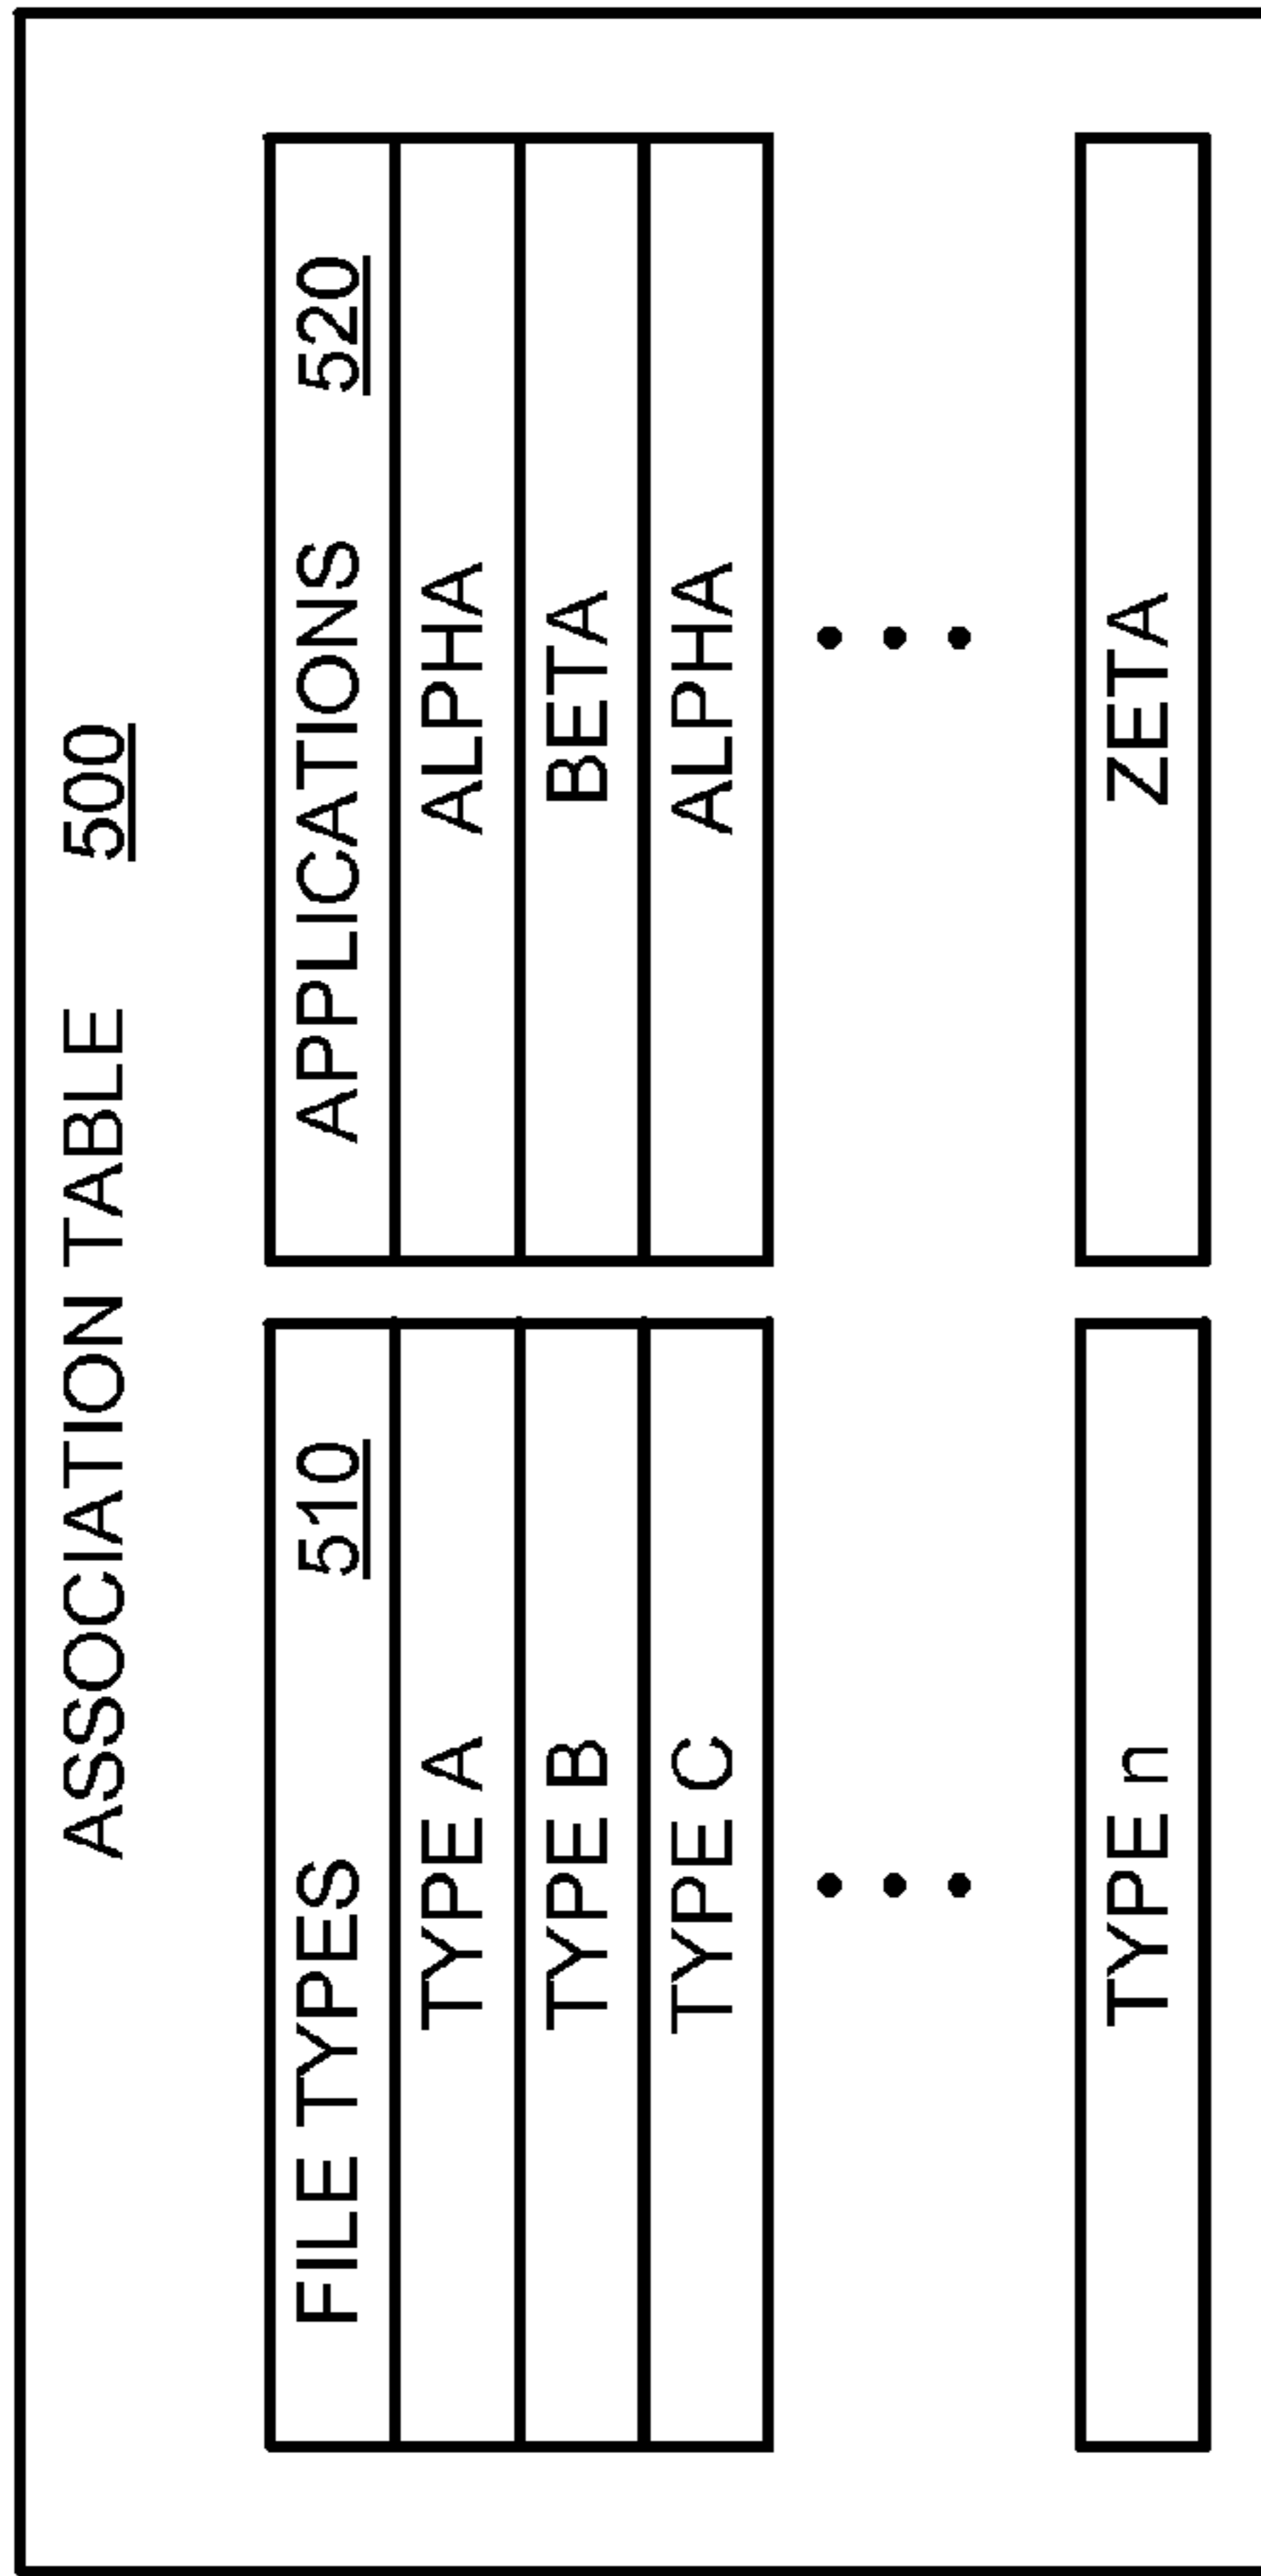 ASSOCIATION TABLE 500
FILE TYPES 510 APPLICATIONS 520
TYPE A ALPHA
TYPE B BETA
TYPE C ALPHA
TYPE n ZETA